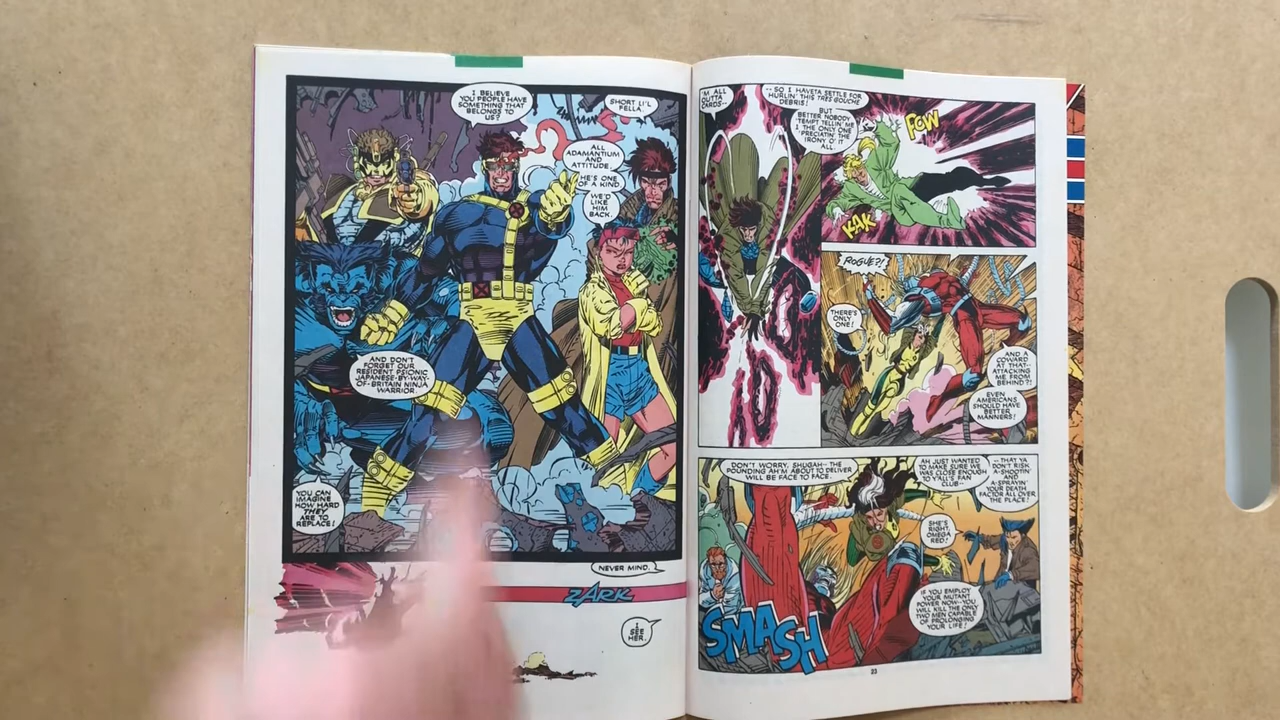 I BELIEVE
YOU PEOPLE HAVE
SOMETHING THAT
BELONGS TO
US?
SHORT LI'L
FELLA.
ALL
ADAMANTIUM
AND
ATTITUDE.
HE'S ONE
OF A KIND.
WE'D
LIKE
HIM
BACK.
AND DON'T
FORGET OUR
RESIDENT PSIONIC
JAPANESE-BY-WAY-
OF-BRITAIN NINJA
WARRIOR.
YOU CAN
IMAGINE
HOW HARD
THEY
ARE TO
REPLACE!
NEVER MIND.
ZARK
I
SEE
HER.
I'M ALL
OUTTA
CARDS--
--SO I HAVETA SETTLE FOR
HURLIN' THIS TRÉS GAUCHE
DEBRIS!
BUT
BETTER NOBODY
TEMPT TELLIN' ME
I THE ONLY ONE
'PRECIATIN' THE
IRONY O' IT
ALL.
FOW
KAK
ROGUE?!
THERE'S
ONLY
ONE!
AND A
COWARD
AT THAT--
ATTACKING
ME FROM
BEHIND?!
EVEN
AMERICANS
SHOULD HAVE
BETTER
MANNERS!
DON'T WORRY, SHUGAH-- THE
POUNDING AH'M ABOUT TO DELIVER
WILL BE FACE TO FACE.
AH JUST WANTED
TO MAKE SURE WE
WAS CLOSE ENOUGH
TO Y'ALL'S FAN
CLUB--
--THAT YA
DON'T RISK
A-SHOOTIN'
AND
A-SPRAYIN'
YOUR DEATH
FACTOR ALL OVER
THE PLACE!
SHE'S
RIGHT,
OMEGA
RED!
IF YOU EMPLOY
YOUR MUTANT
POWER NOW--YOU
WILL KILL THE ONLY
TWO MEN CAPABLE
OF PROLONGING
YOUR LIFE!
SMASH
23